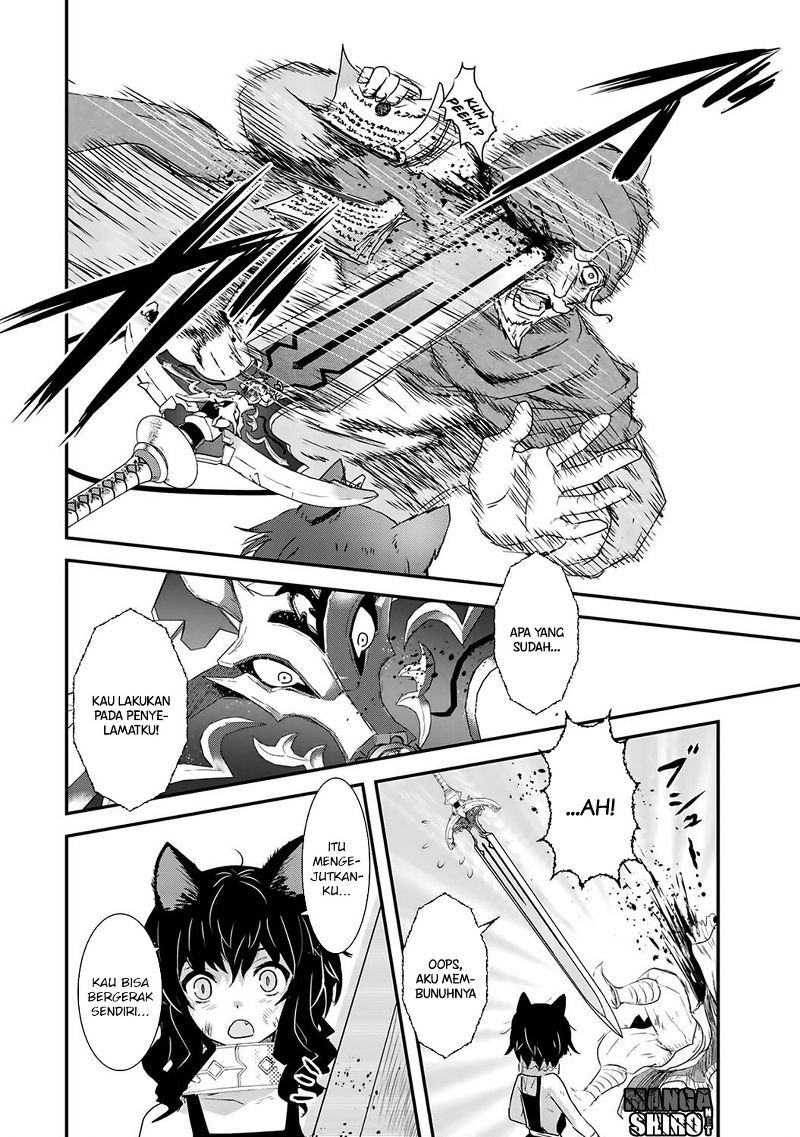 KUH
PEEH!?
APA YANG
SUDAH...
KAU LAKUKAN
PADA PENYE-
LAMATKU!
...AH!
ブシュー
OOPS,
AKU MEM-
BUNUHNYA
ITU
MENGE-
JUTKAN-
KU...
KAU BISA
BERGERAK
SENDIRI...
MANGA
SHIRO